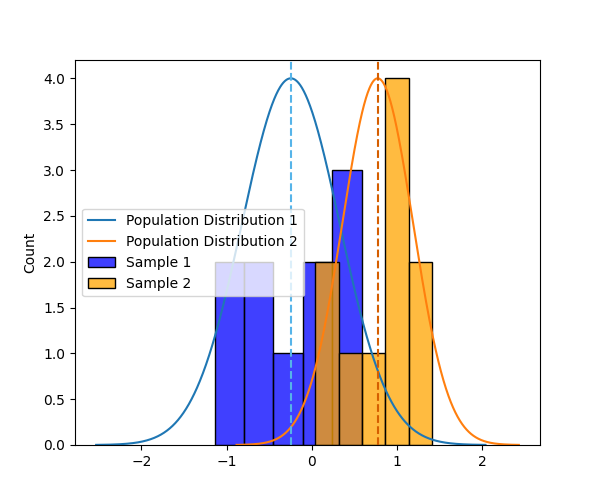 4.0
3.5
3.0
2.5
2.0
1.5
1.0
0.5
0.0
Count
Population Distribution 1
Population Distribution 2
Sample 1
Sample 2
−2
−1
0
1
2